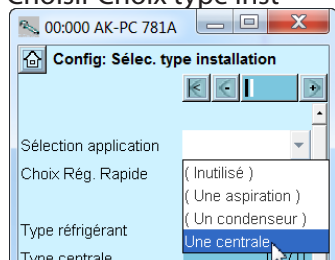 Choisir Choix type inst
00:000 AK-PC 781A
Config: Sélec. type installation
Sélection application
Choix Rég. Rapide
( Inutilisé )
( Une aspiration )
( Un condenseur )
Une centrale
Type réfrigérant
Type centrale